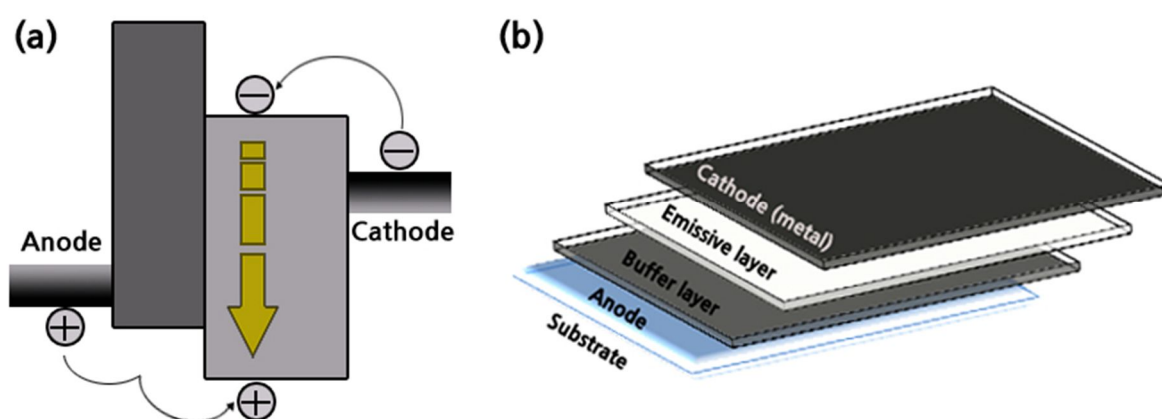 (a)
Anode
Cathode
(b)
Cathode (metal)
Emissive layer
Buffer layer
Anode
Substrate